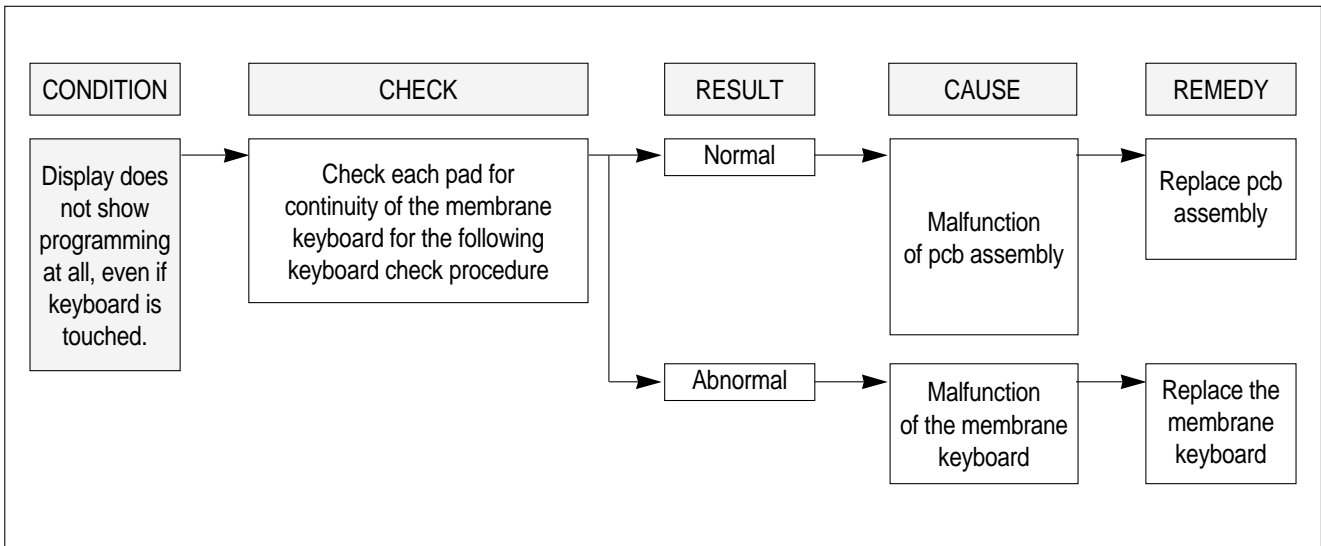 CONDITION
CHECK
RESULT
CAUSE
REMEDY
Display does
not show
programming
at all, even if
keyboard is
touched.
Check each pad for
continuity of the membrane
keyboard for the following
keyboard check procedure
Normal
Malfunction
of pcb assembly
Replace pcb
assembly
Abnormal
Malfunction
of the membrane
keyboard
Replace the
membrane
keyboard